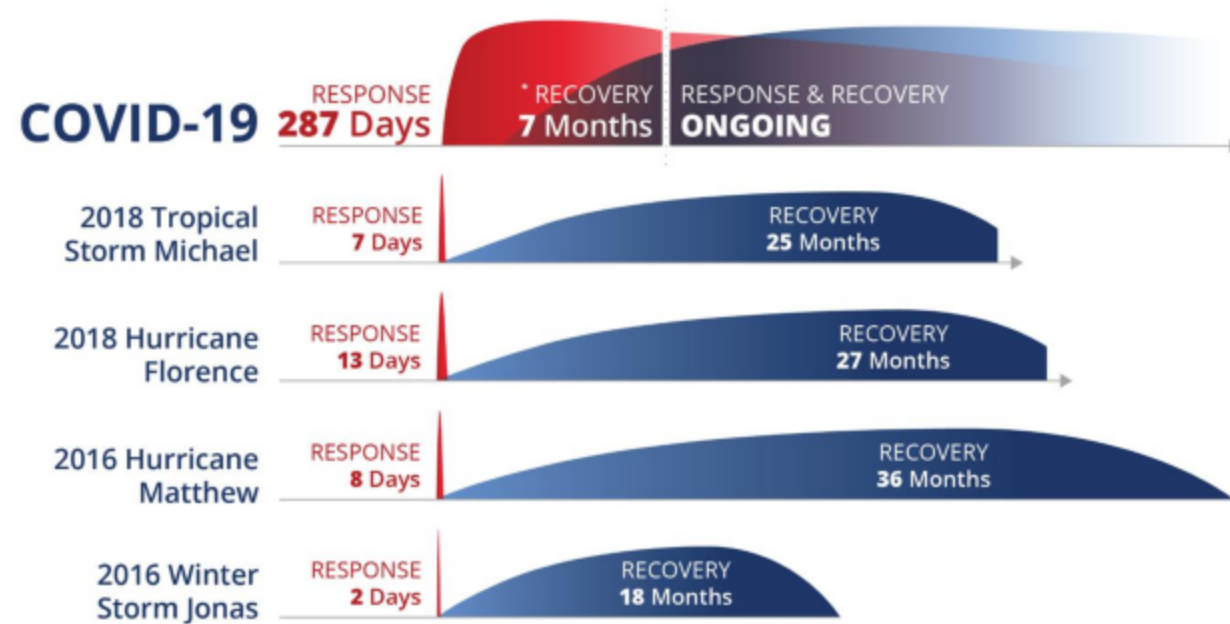 COVID-19
RESPONSE
287 Days
* RECOVERY
7 Months
RESPONSE & RECOVERY
ONGOING
2018 Tropical
Storm Michael
RESPONSE
7 Days
RECOVERY
25 Months
2018 Hurricane
Florence
RESPONSE
13 Days
RECOVERY
27 Months
2016 Hurricane
Matthew
RESPONSE
8 Days
RECOVERY
36 Months
2016 Winter
Storm Jonas
RESPONSE
2 Days
RECOVERY
18 Months